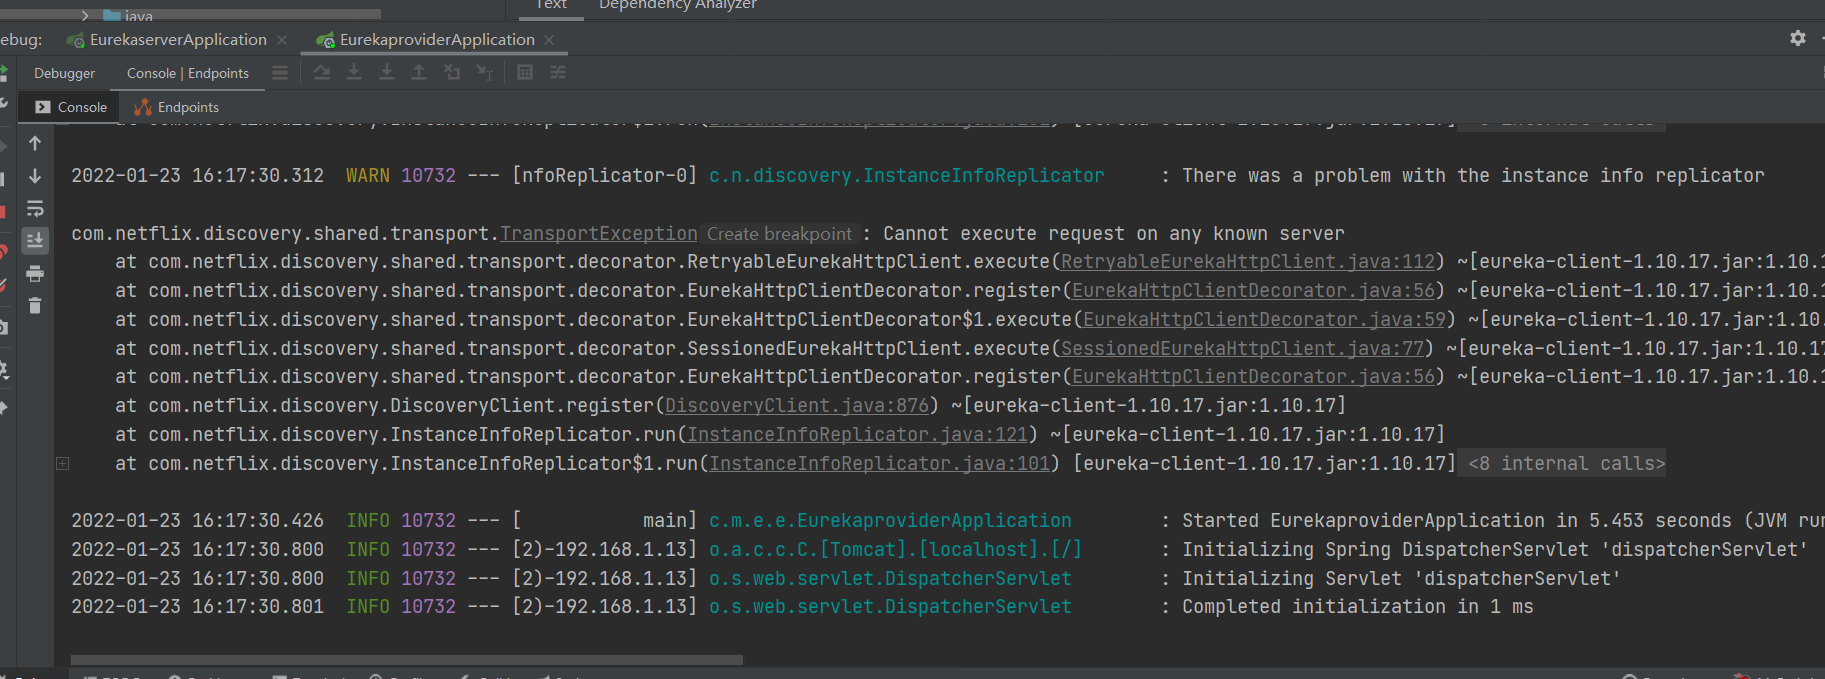 java
Text Dependency Analyzer
ebug: EurekaserverApplication EurekaproviderApplication
Debugger Console | Endpoints
Console Endpoints
2022-01-23 16:17:30.312 WARN 10732 --- [nfoReplicator-0] c.n.discovery.InstanceInfoReplicator : There was a problem with the instance info replicator
com.netflix.discovery.shared.transport.TransportException Create breakpoint : Cannot execute request on any known server
at com.netflix.discovery.shared.transport.decorator.RetryableEurekaHttpClient.execute(RetryableEurekaHttpClient.java:112) ~[eureka-client-1.10.17.jar:1.10.1
at com.netflix.discovery.shared.transport.decorator.EurekaHttpClientDecorator.register(EurekaHttpClientDecorator.java:56) ~[eureka-client-1.10.17.jar:1.10.1
at com.netflix.discovery.shared.transport.decorator.EurekaHttpClientDecorator$1.execute(EurekaHttpClientDecorator.java:59) ~[eureka-client-1.10.17.jar:1.10.
at com.netflix.discovery.shared.transport.decorator.SessionedEurekaHttpClient.execute(SessionedEurekaHttpClient.java:77) ~[eureka-client-1.10.17.jar:1.10.17
at com.netflix.discovery.shared.transport.decorator.EurekaHttpClientDecorator.register(EurekaHttpClientDecorator.java:56) ~[eureka-client-1.10.17.jar:1.10.1
at com.netflix.discovery.DiscoveryClient.register(DiscoveryClient.java:876) ~[eureka-client-1.10.17.jar:1.10.17]
at com.netflix.discovery.InstanceInfoReplicator.run(InstanceInfoReplicator.java:121) ~[eureka-client-1.10.17.jar:1.10.17]
at com.netflix.discovery.InstanceInfoReplicator$1.run(InstanceInfoReplicator.java:101) [eureka-client-1.10.17.jar:1.10.17] <8 internal calls>
2022-01-23 16:17:30.426 INFO 10732 --- [ main] c.m.e.e.EurekaproviderApplication : Started EurekaproviderApplication in 5.453 seconds (JVM run
2022-01-23 16:17:30.800 INFO 10732 --- [2)-192.168.1.13] o.a.c.c.C.[Tomcat].[localhost].[/] : Initializing Spring DispatcherServlet 'dispatcherServlet'
2022-01-23 16:17:30.800 INFO 10732 --- [2)-192.168.1.13] o.s.web.servlet.DispatcherServlet : Initializing Servlet 'dispatcherServlet'
2022-01-23 16:17:30.801 INFO 10732 --- [2)-192.168.1.13] o.s.web.servlet.DispatcherServlet : Completed initialization in 1 ms